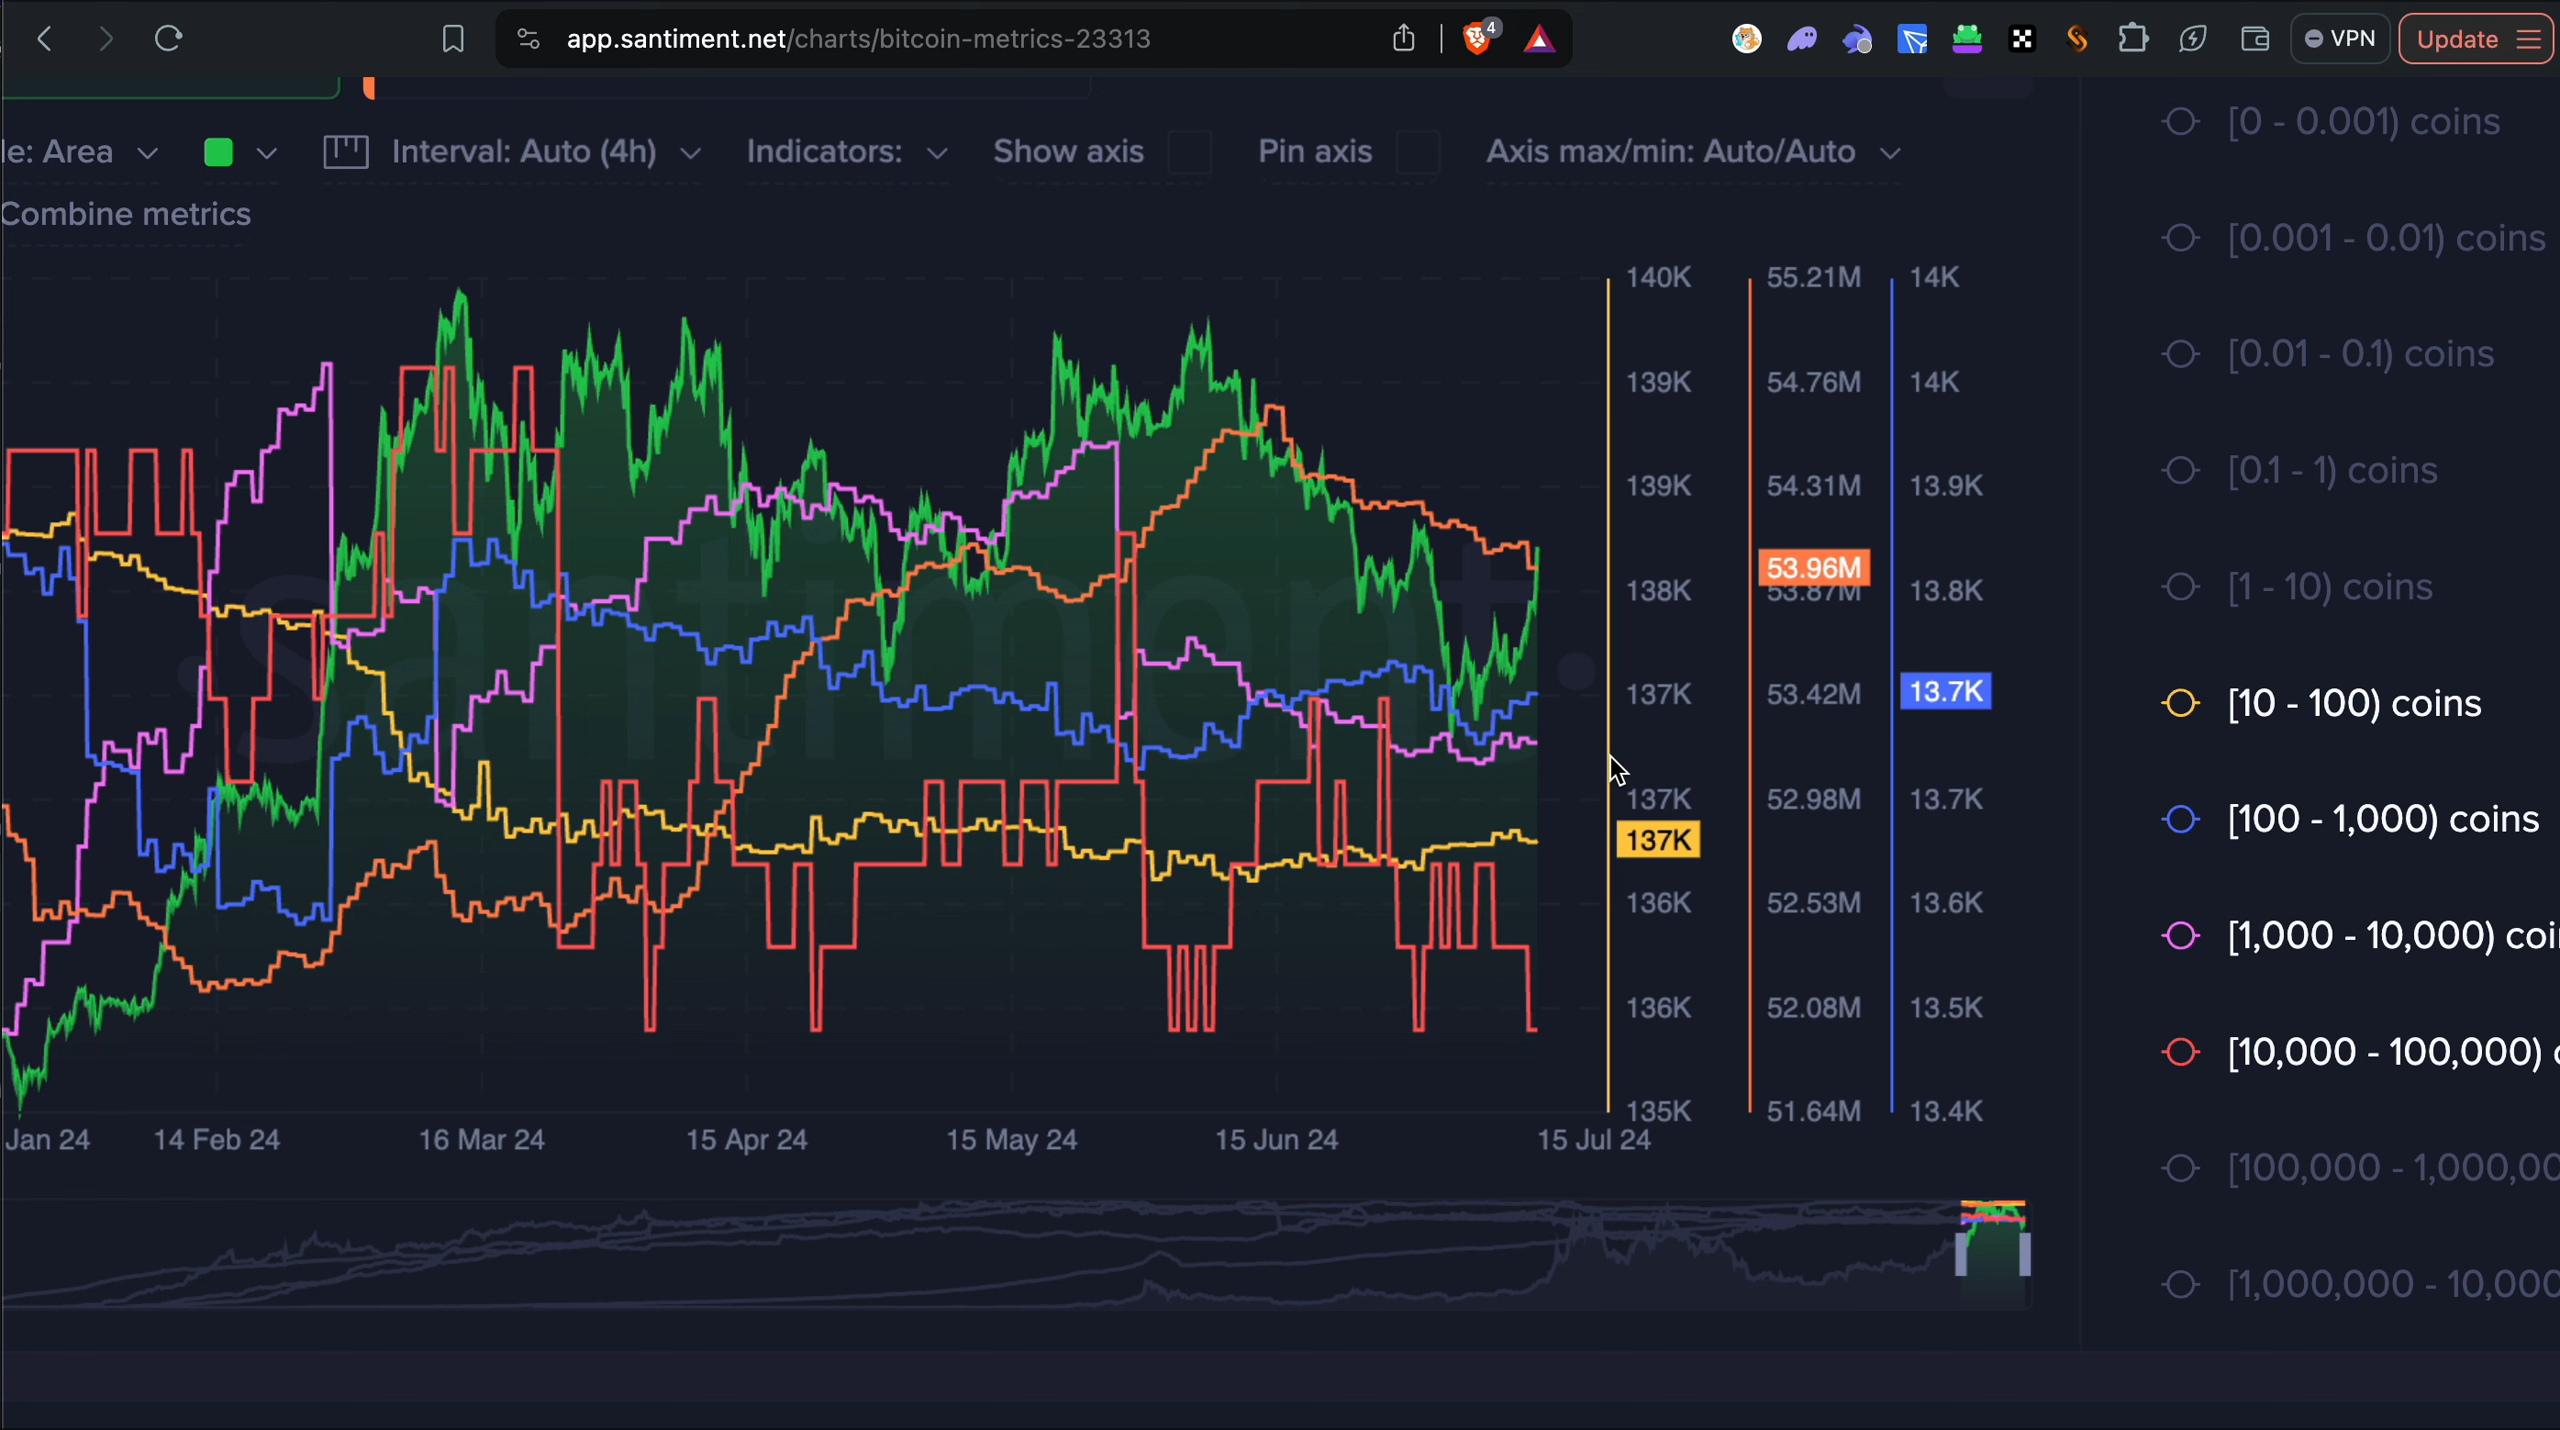 app.santiment.net/charts/bitcoin-metrics-23313
4
VPN
Update
le: Area
Interval: Auto (4h)
Indicators:
Show axis
Pin axis
Axis max/min: Auto/Auto
Combine metrics
140K 55.21M 14K
139K 54.76M 14K
139K 54.31M 13.9K
53.96M
138K 53.87M 13.8K
137K 53.42M 13.7K
137K 52.98M 13.7K
137K
136K 52.53M 13.6K
136K 52.08M 13.5K
135K 51.64M 13.4K
santiment
Jan 24
14 Feb 24
16 Mar 24
15 Apr 24
15 May 24
15 Jun 24
15 Jul 24
[0 - 0.001) coins
[0.001 - 0.01) coins
[0.01 - 0.1) coins
[0.1 - 1) coins
[1 - 10) coins
[10 - 100) coins
[100 - 1,000) coins
[1,000 - 10,000) coi
[10,000 - 100,000) c
[100,000 - 1,000,00
[1,000,000 - 10,000